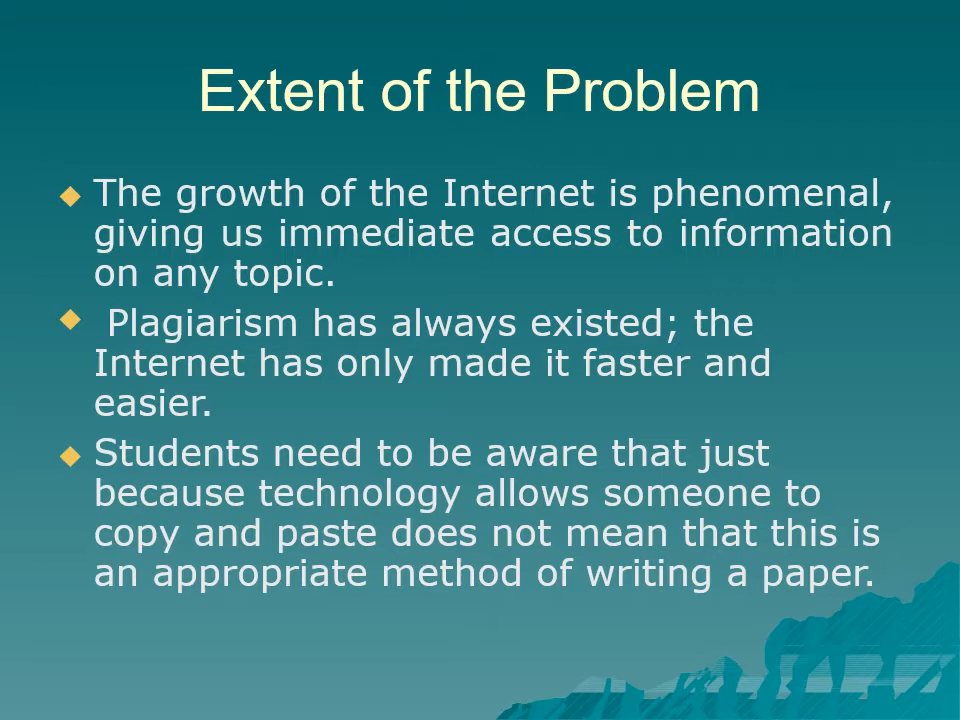 Extent of the Problem
The growth of the Internet is phenomenal,
giving us immediate access to information
on any topic.
Plagiarism has always existed; the
Internet has only made it faster and
easier.
Students need to be aware that just
because technology allows someone to
copy and paste does not mean that this is
an appropriate method of writing a paper.